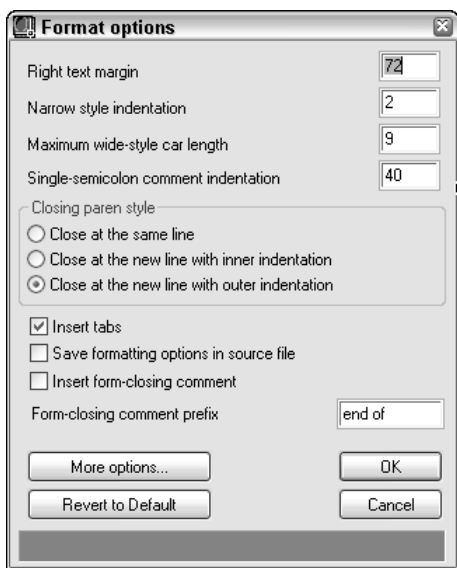 Format options
Right text margin 72
Narrow style indentation 2
Maximum wide-style car length 9
Single-semicolon comment indentation 40
Closing paren style
Close at the same line
Close at the new line with inner indentation
Close at the new line with outer indentation
Insert tabs
Save formatting options in source file
Insert form-closing comment
Form-closing comment prefix end of
More options... OK
Revert to Default Cancel